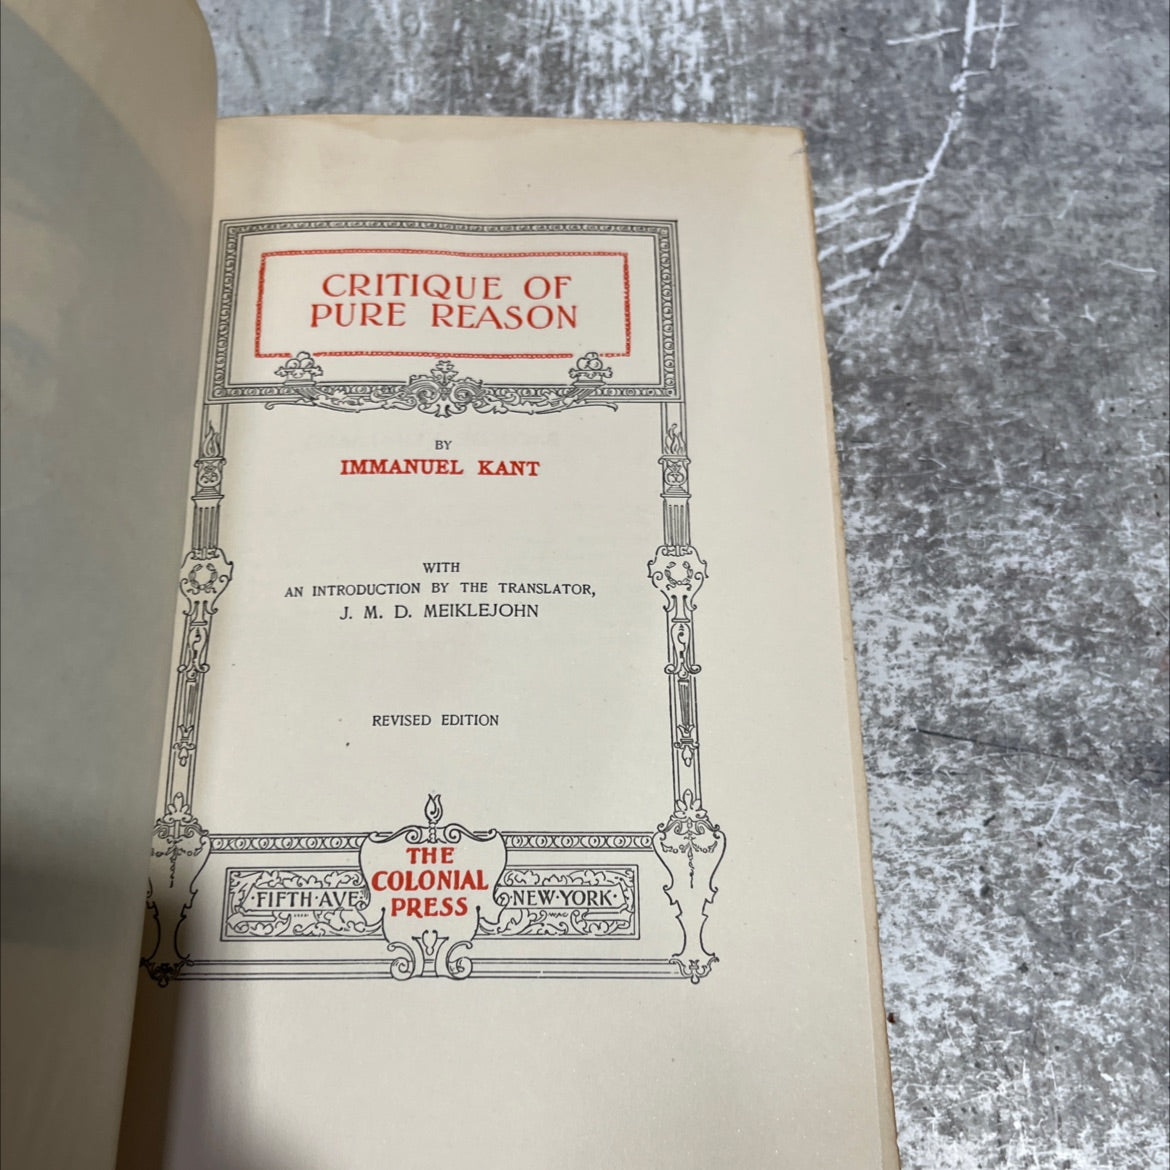 CRITIQUE OF
PURE REASON
BY
IMMANUEL KANT
WITH
AN INTRODUCTION BY THE TRANSLATOR,
J. M. D. MEIKLEJOHN
REVISED EDITION
THE
COLONIAL
PRESS
·FIFTH·AVE·
·NEW·YORK·